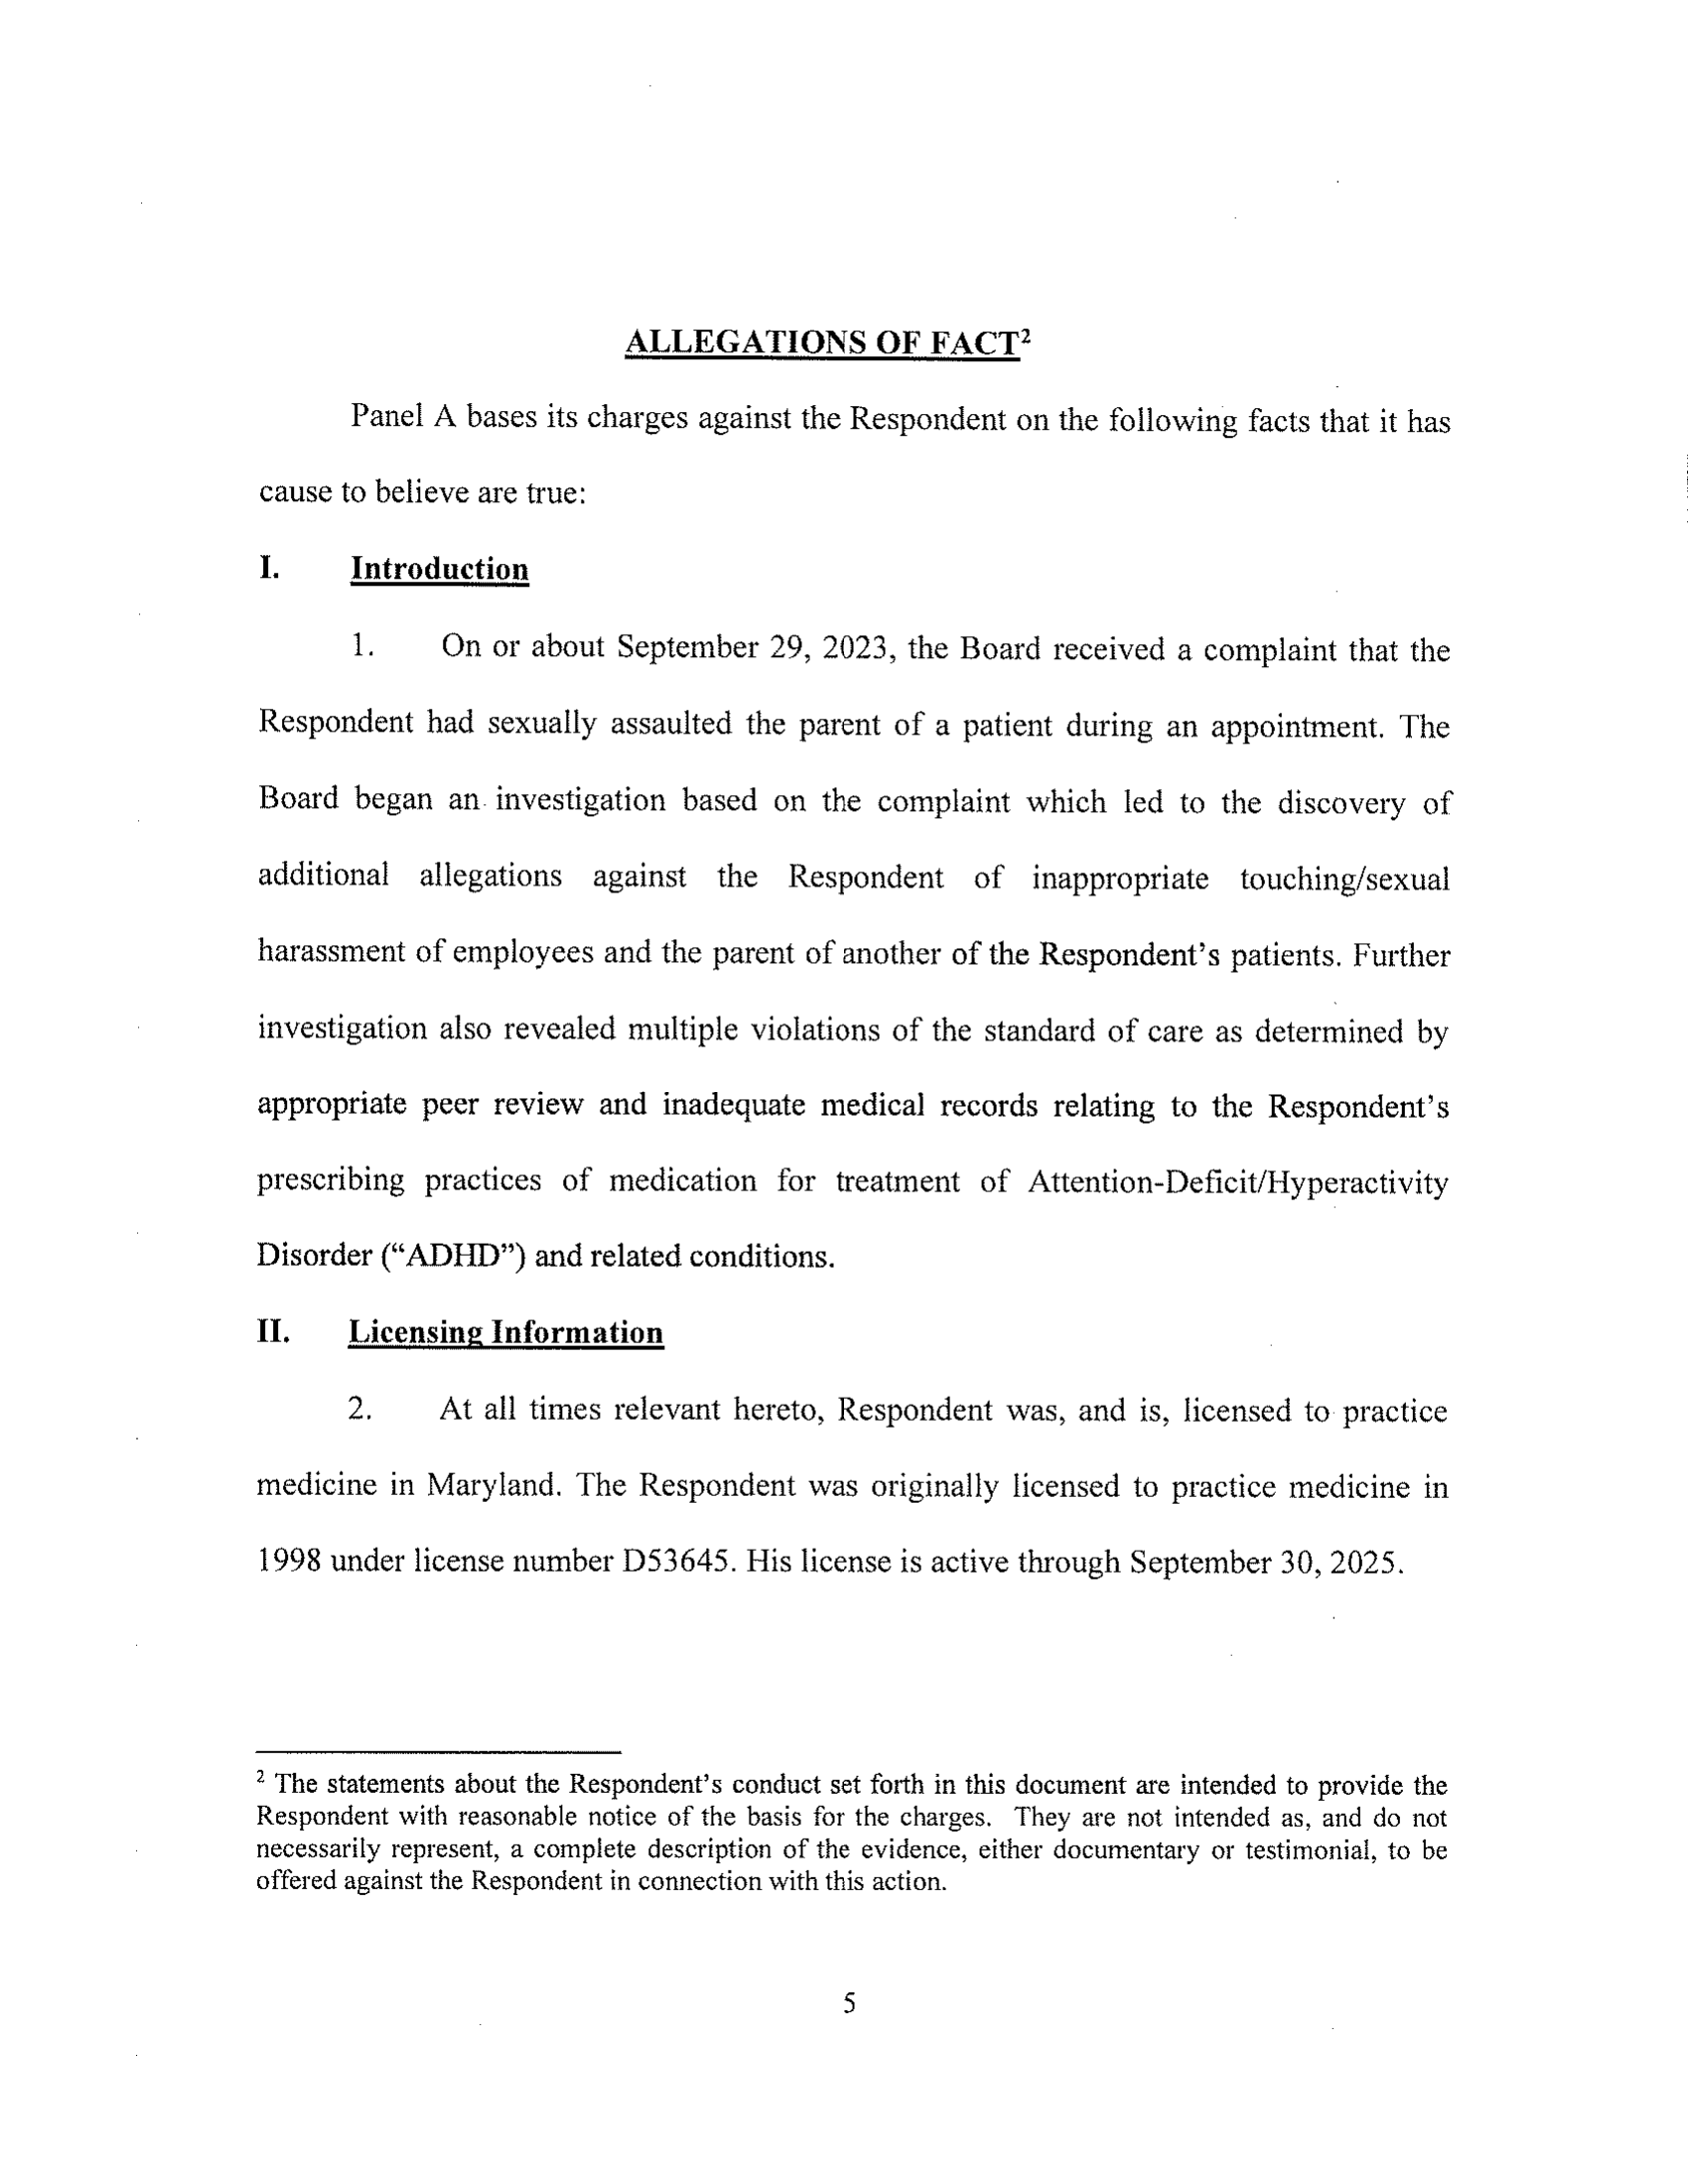 ALLEGATIONS OF FACT²
Panel A bases its charges against the Respondent on the following facts that it has
cause to believe are true:
I. Introduction
1. On or about September 29, 2023, the Board received a complaint that the
Respondent had sexually assaulted the parent of a patient during an appointment. The
Board began an investigation based on the complaint which led to the discovery of
additional allegations against the Respondent of inappropriate touching/sexual
harassment of employees and the parent of another of the Respondent's patients. Further
investigation also revealed multiple violations of the standard of care as determined by
appropriate peer review and inadequate medical records relating to the Respondent's
prescribing practices of medication for treatment of Attention-Deficit/Hyperactivity
Disorder (“ADHD”) and related conditions.
II. Licensing Information
2. At all times relevant hereto, Respondent was, and is, licensed to practice
medicine in Maryland. The Respondent was originally licensed to practice medicine in
1998 under license number D53645. His license is active through September 30, 2025.
² The statements about the Respondent's conduct set forth in this document are intended to provide the
Respondent with reasonable notice of the basis for the charges. They are not intended as, and do not
necessarily represent, a complete description of the evidence, either documentary or testimonial, to be
offered against the Respondent in connection with this action.
5